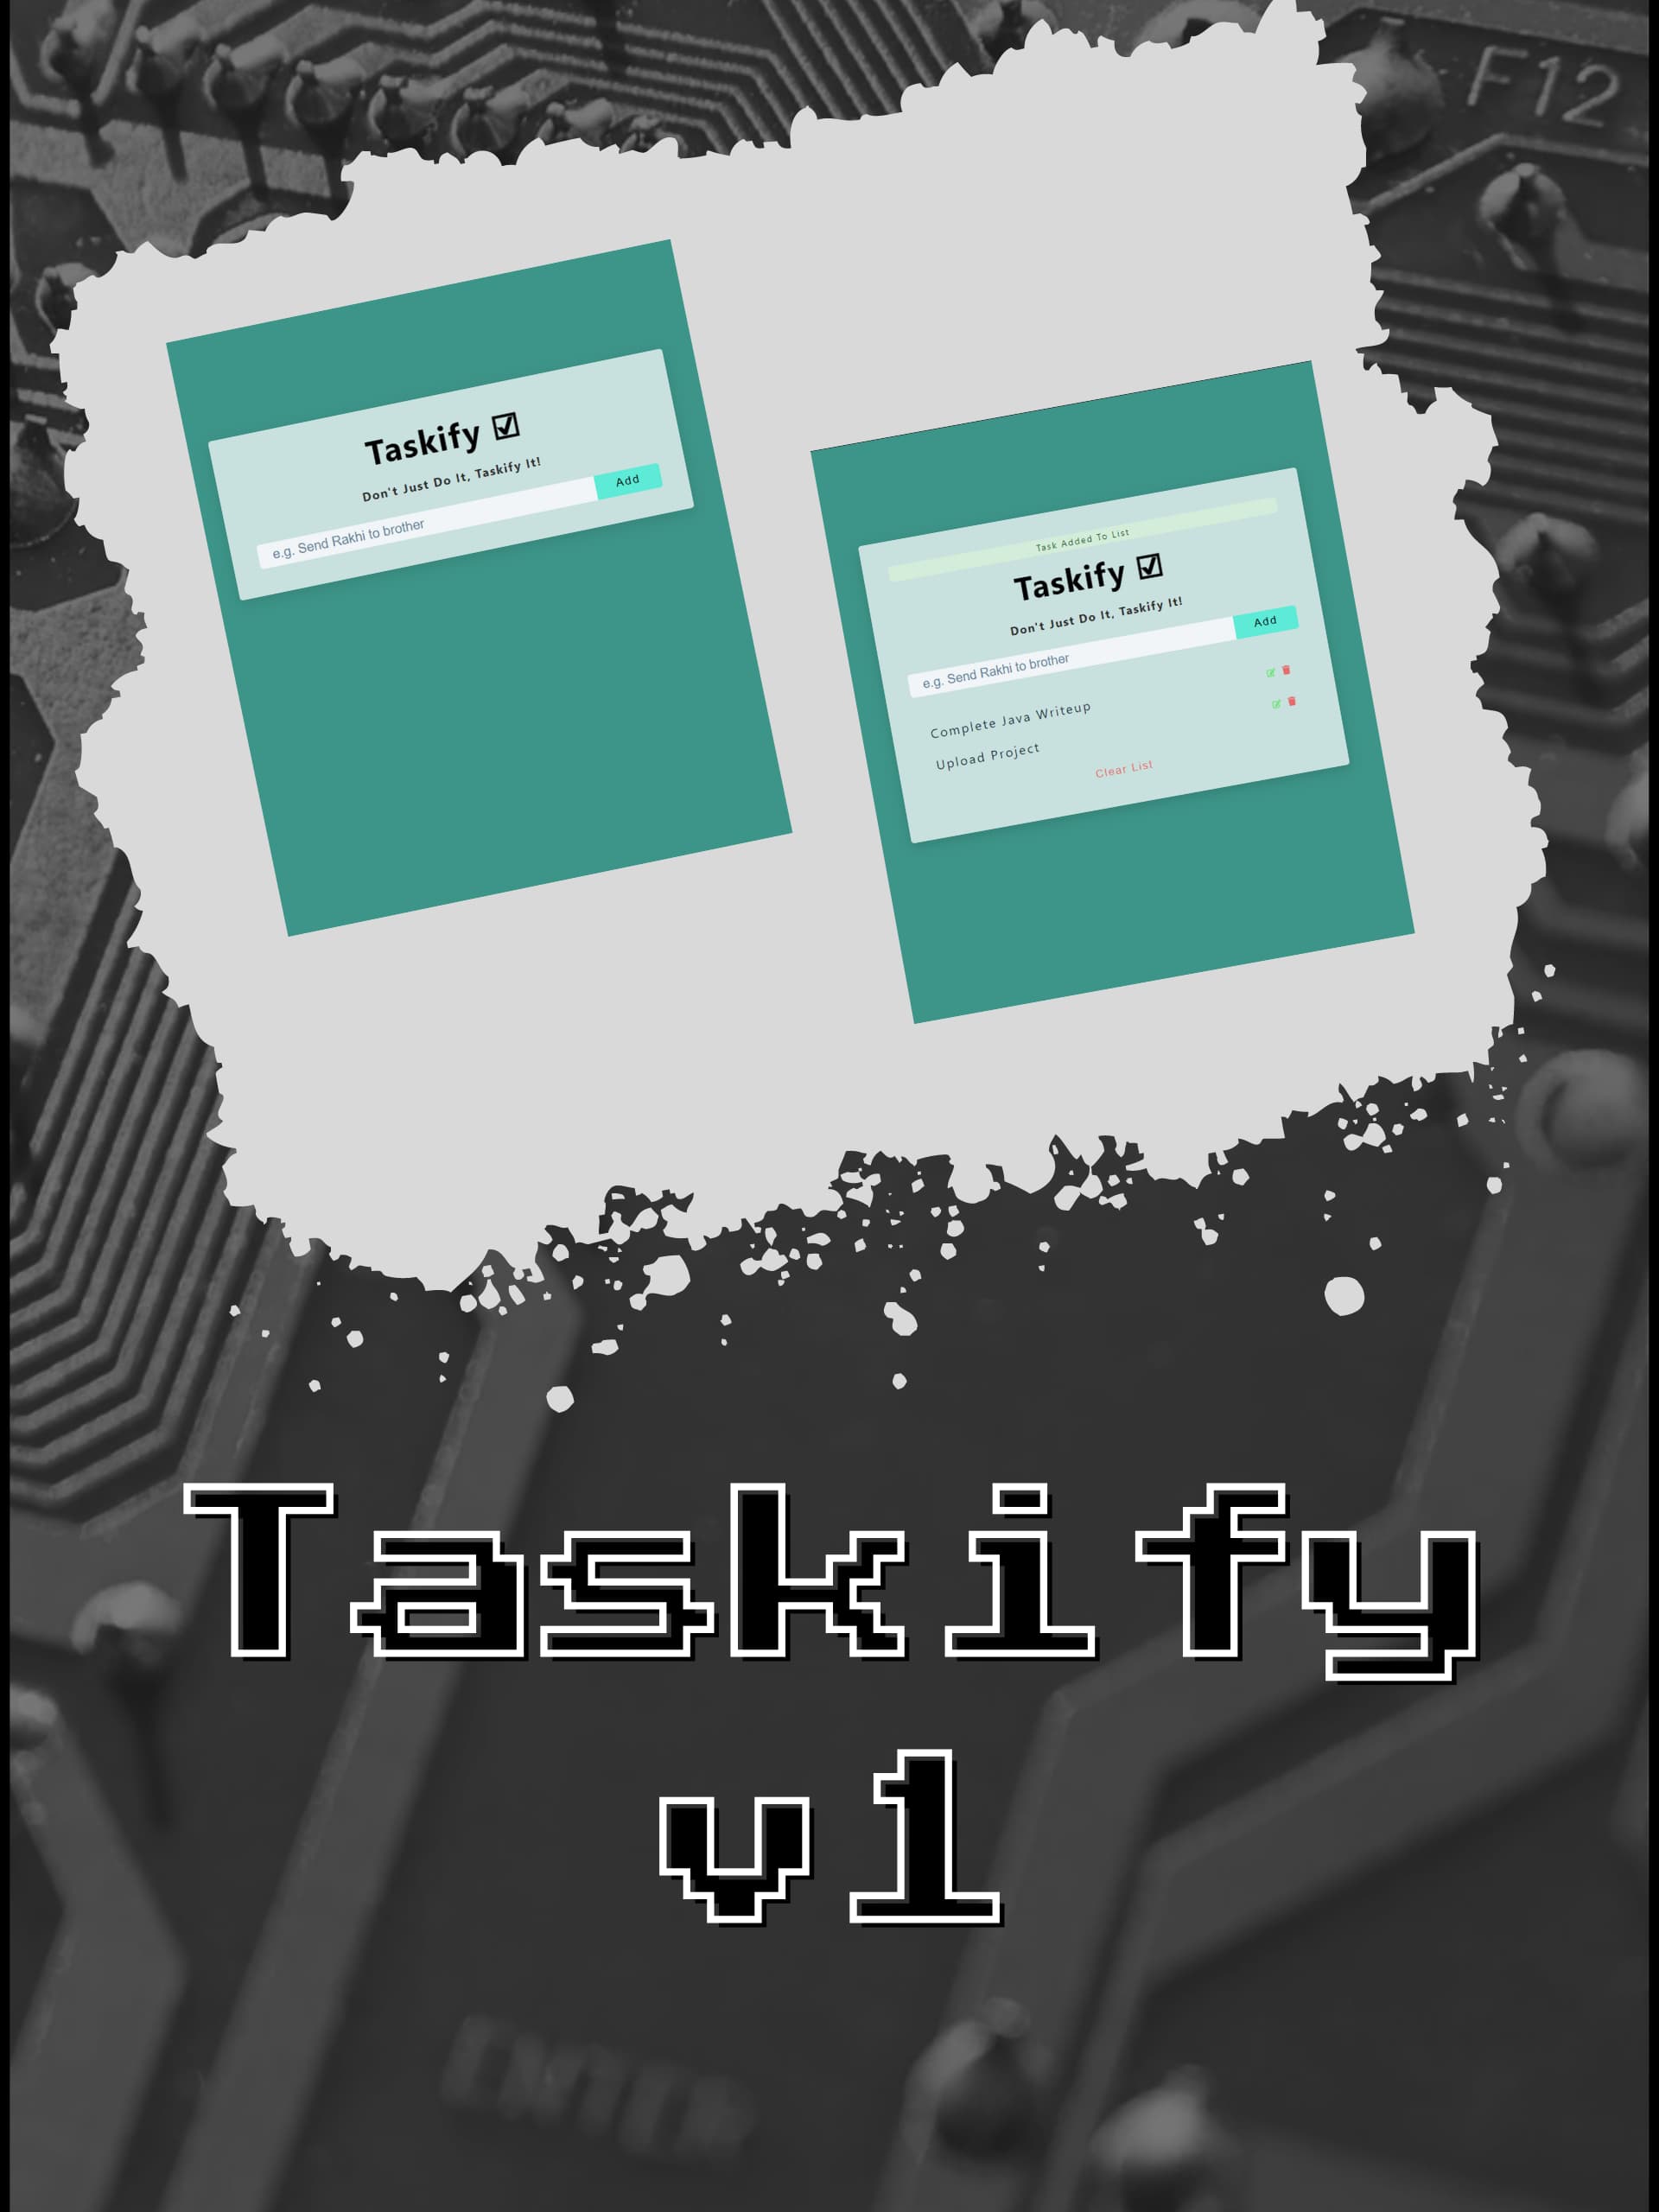 F12
Taskify ☑
Don't Just Do It, Taskify It!
e.g. Send Rakhi to brother
Add
Task Added To List
Taskify ☑
Don't Just Do It, Taskify It!
e.g. Send Rakhi to brother
Add
Complete Java Writeup
Upload Project
Clear List
Taskify
v1